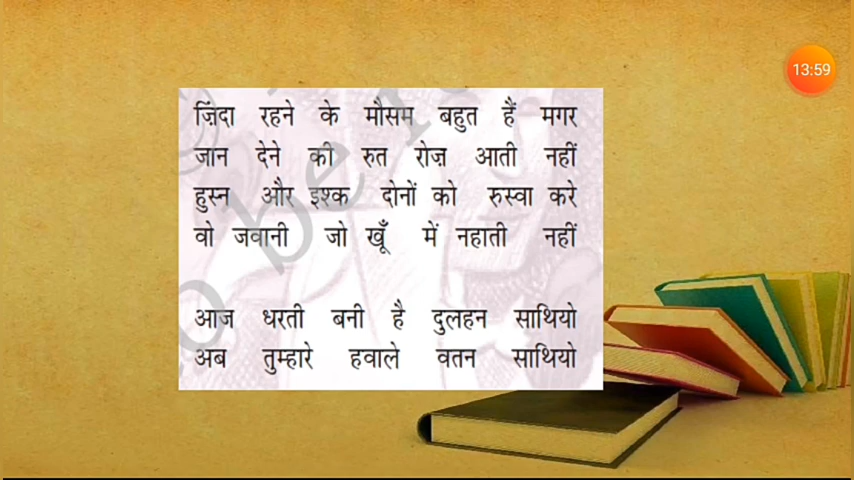 13:59
ज़िंदा रहने के मौसम बहुत हैं मगर
जान देने की रुत रोज़ आती नहीं
हुस्न और इश्क दोनों को रुस्वा करे
वो जवानी जो खूँ में नहाती नहीं
आज धरती बनी है दुलहन साथियो
अब तुम्हारे हवाले वतन साथियो